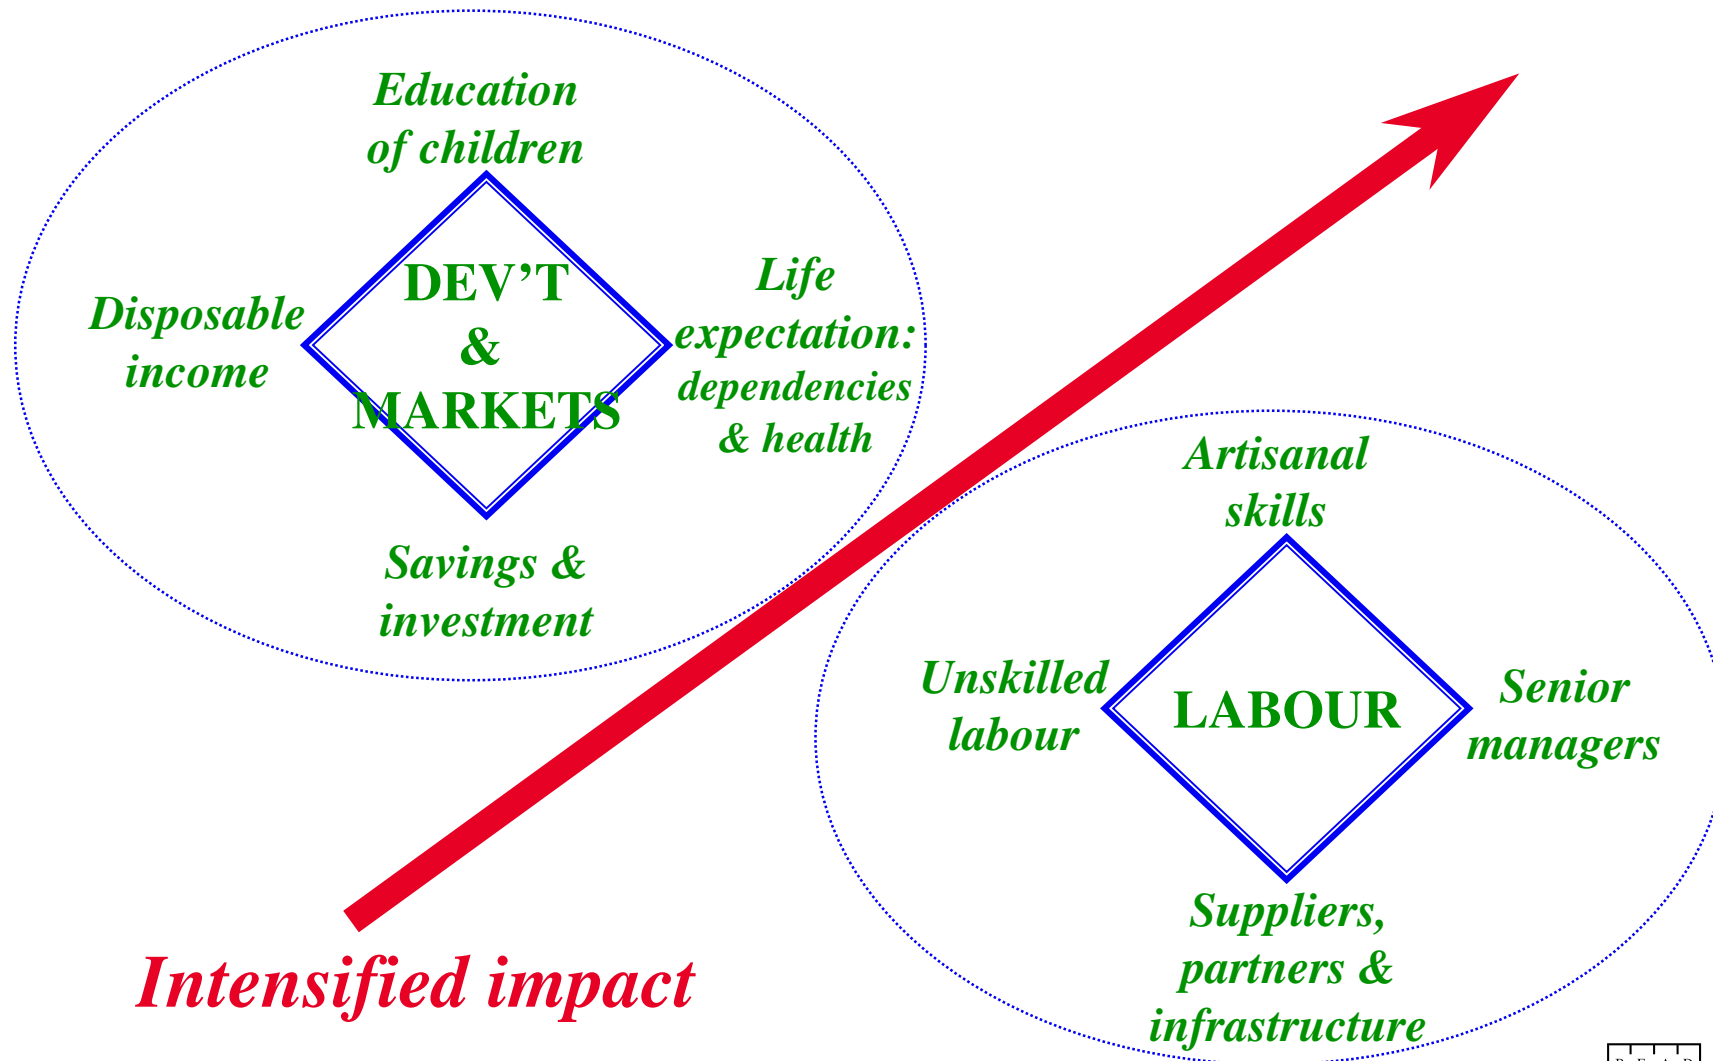 Education
of children
DEV'T
&
MARKETS
Disposable
income
Life
expectation:
dependencies
& health
Savings &
investment
Artisanal
skills
Unskilled
labour
LABOUR
Senior
managers
Suppliers,
partners &
infrastructure
Intensified impact